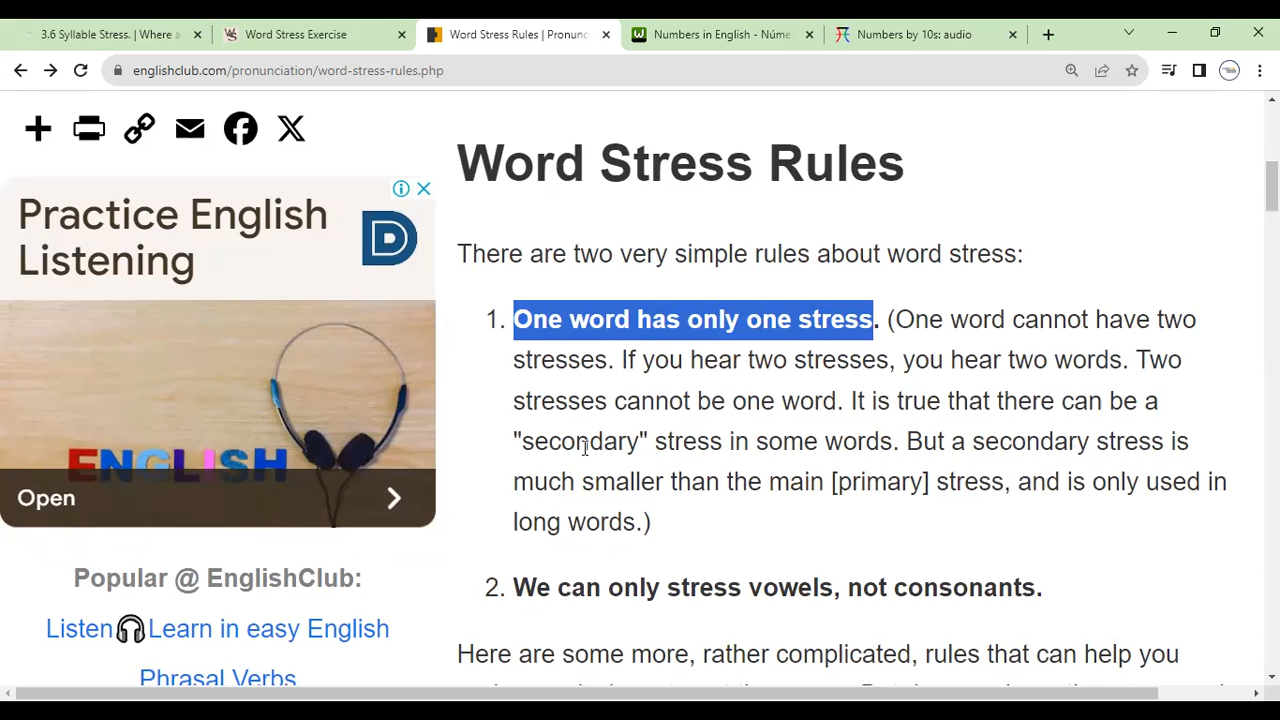 3.6 Syllable Stress. | Where a
Word Stress Exercise
Word Stress Rules | Pronunc
Numbers in English - Núme
Numbers by 10s: audio
englishclub.com/pronunciation/word-stress-rules.php
Word Stress Rules
Practice English
Listening
There are two very simple rules about word stress:
1. One word has only one stress. (One word cannot have two
stresses. If you hear two stresses, you hear two words. Two
stresses cannot be one word. It is true that there can be a
"secondary" stress in some words. But a secondary stress is
much smaller than the main [primary] stress, and is only used in
long words.)
ENGLISH
Open
2. We can only stress vowels, not consonants.
Popular @ EnglishClub:
Listen Learn in easy English
Phrasal Verbs
Here are some more, rather complicated, rules that can help you